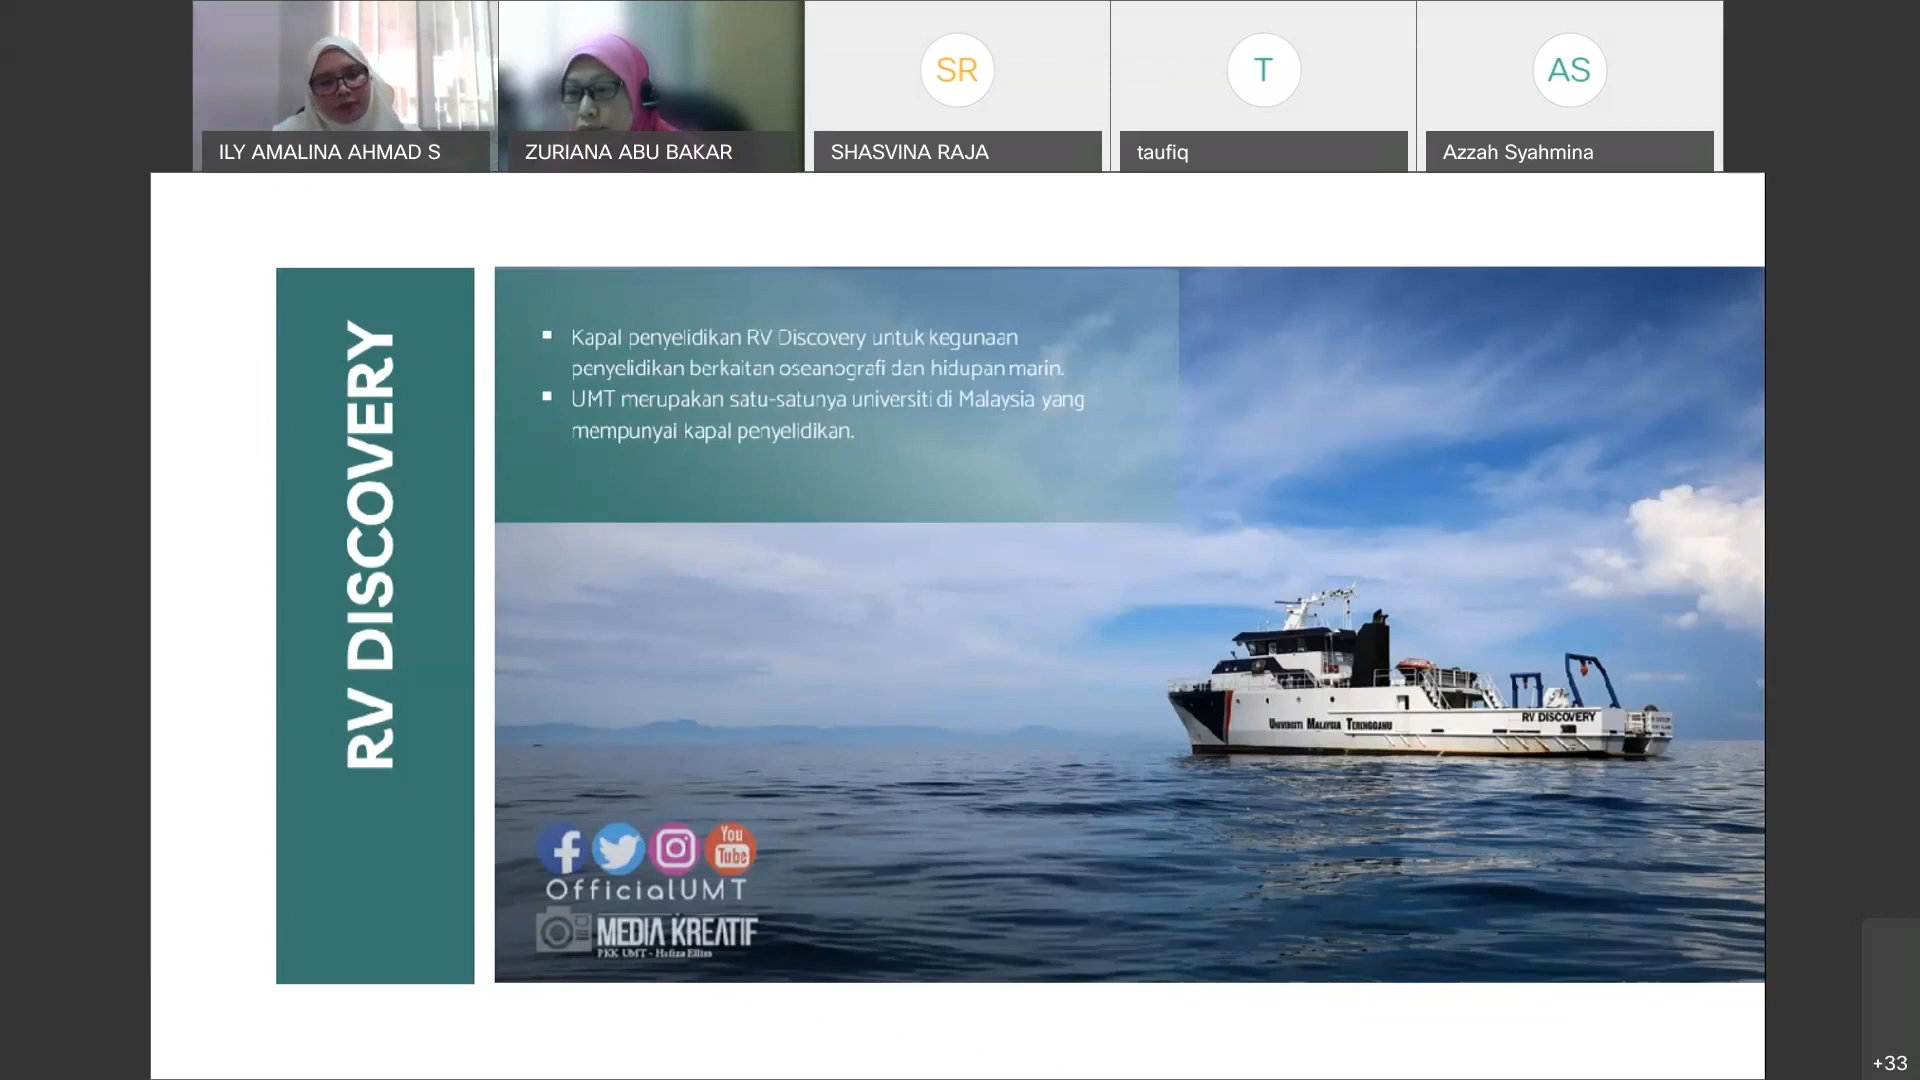 SR
T
AS
ILY AMALINA AHMAD S
ZURIANA ABU BAKAR
SHASVINA RAJA
taufiq
Azzah Syahmina
RV DISCOVERY
Kapal penyelidikan RV Discovery untuk kegunaan
penyelidikan berkaitan oseanografi dan hidupan marin.
UMT merupakan satu-satunya universiti di Malaysia yang
mempunyai kapal penyelidikan.
UNIVERSITI MALAYSIA TERENGGANU
RV DISCOVERY
You
Tube
OfficialUMT
MEDIA KREATIF
PKK UMT -
+33